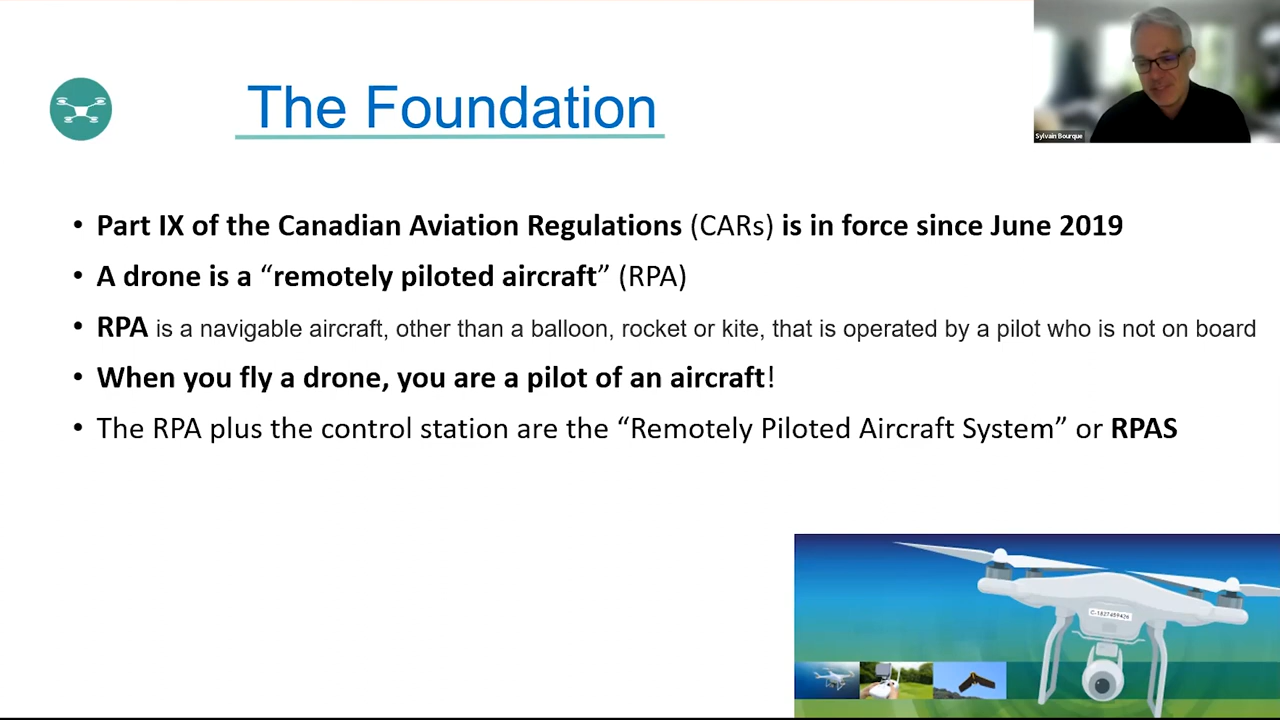 The Foundation
Sylvain Bourque
• Part IX of the Canadian Aviation Regulations (CARs) is in force since June 2019
• A drone is a “remotely piloted aircraft” (RPA)
• RPA is a navigable aircraft, other than a balloon, rocket or kite, that is operated by a pilot who is not on board
• When you fly a drone, you are a pilot of an aircraft!
• The RPA plus the control station are the “Remotely Piloted Aircraft System” or RPAS
C-1827459426